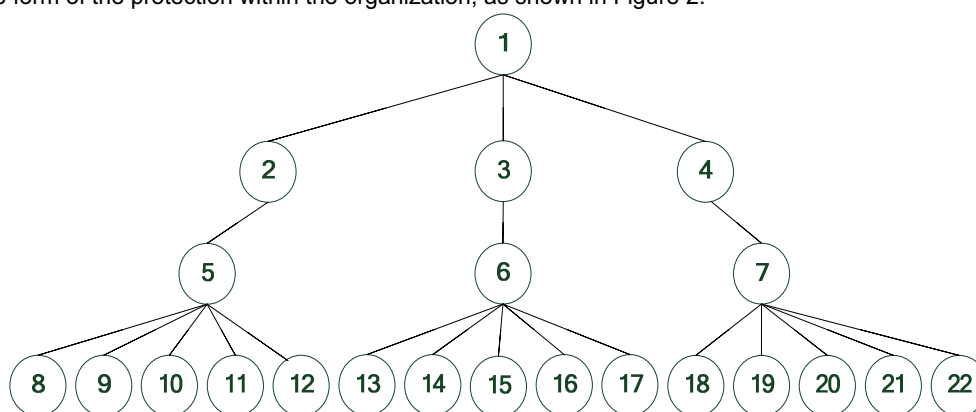 form of the protection within the organization, as shown in Figure 2.
1
2 3 4
5 6 7
8 9 10 11 12 13 14 15 16 17 18 19 20 21 22